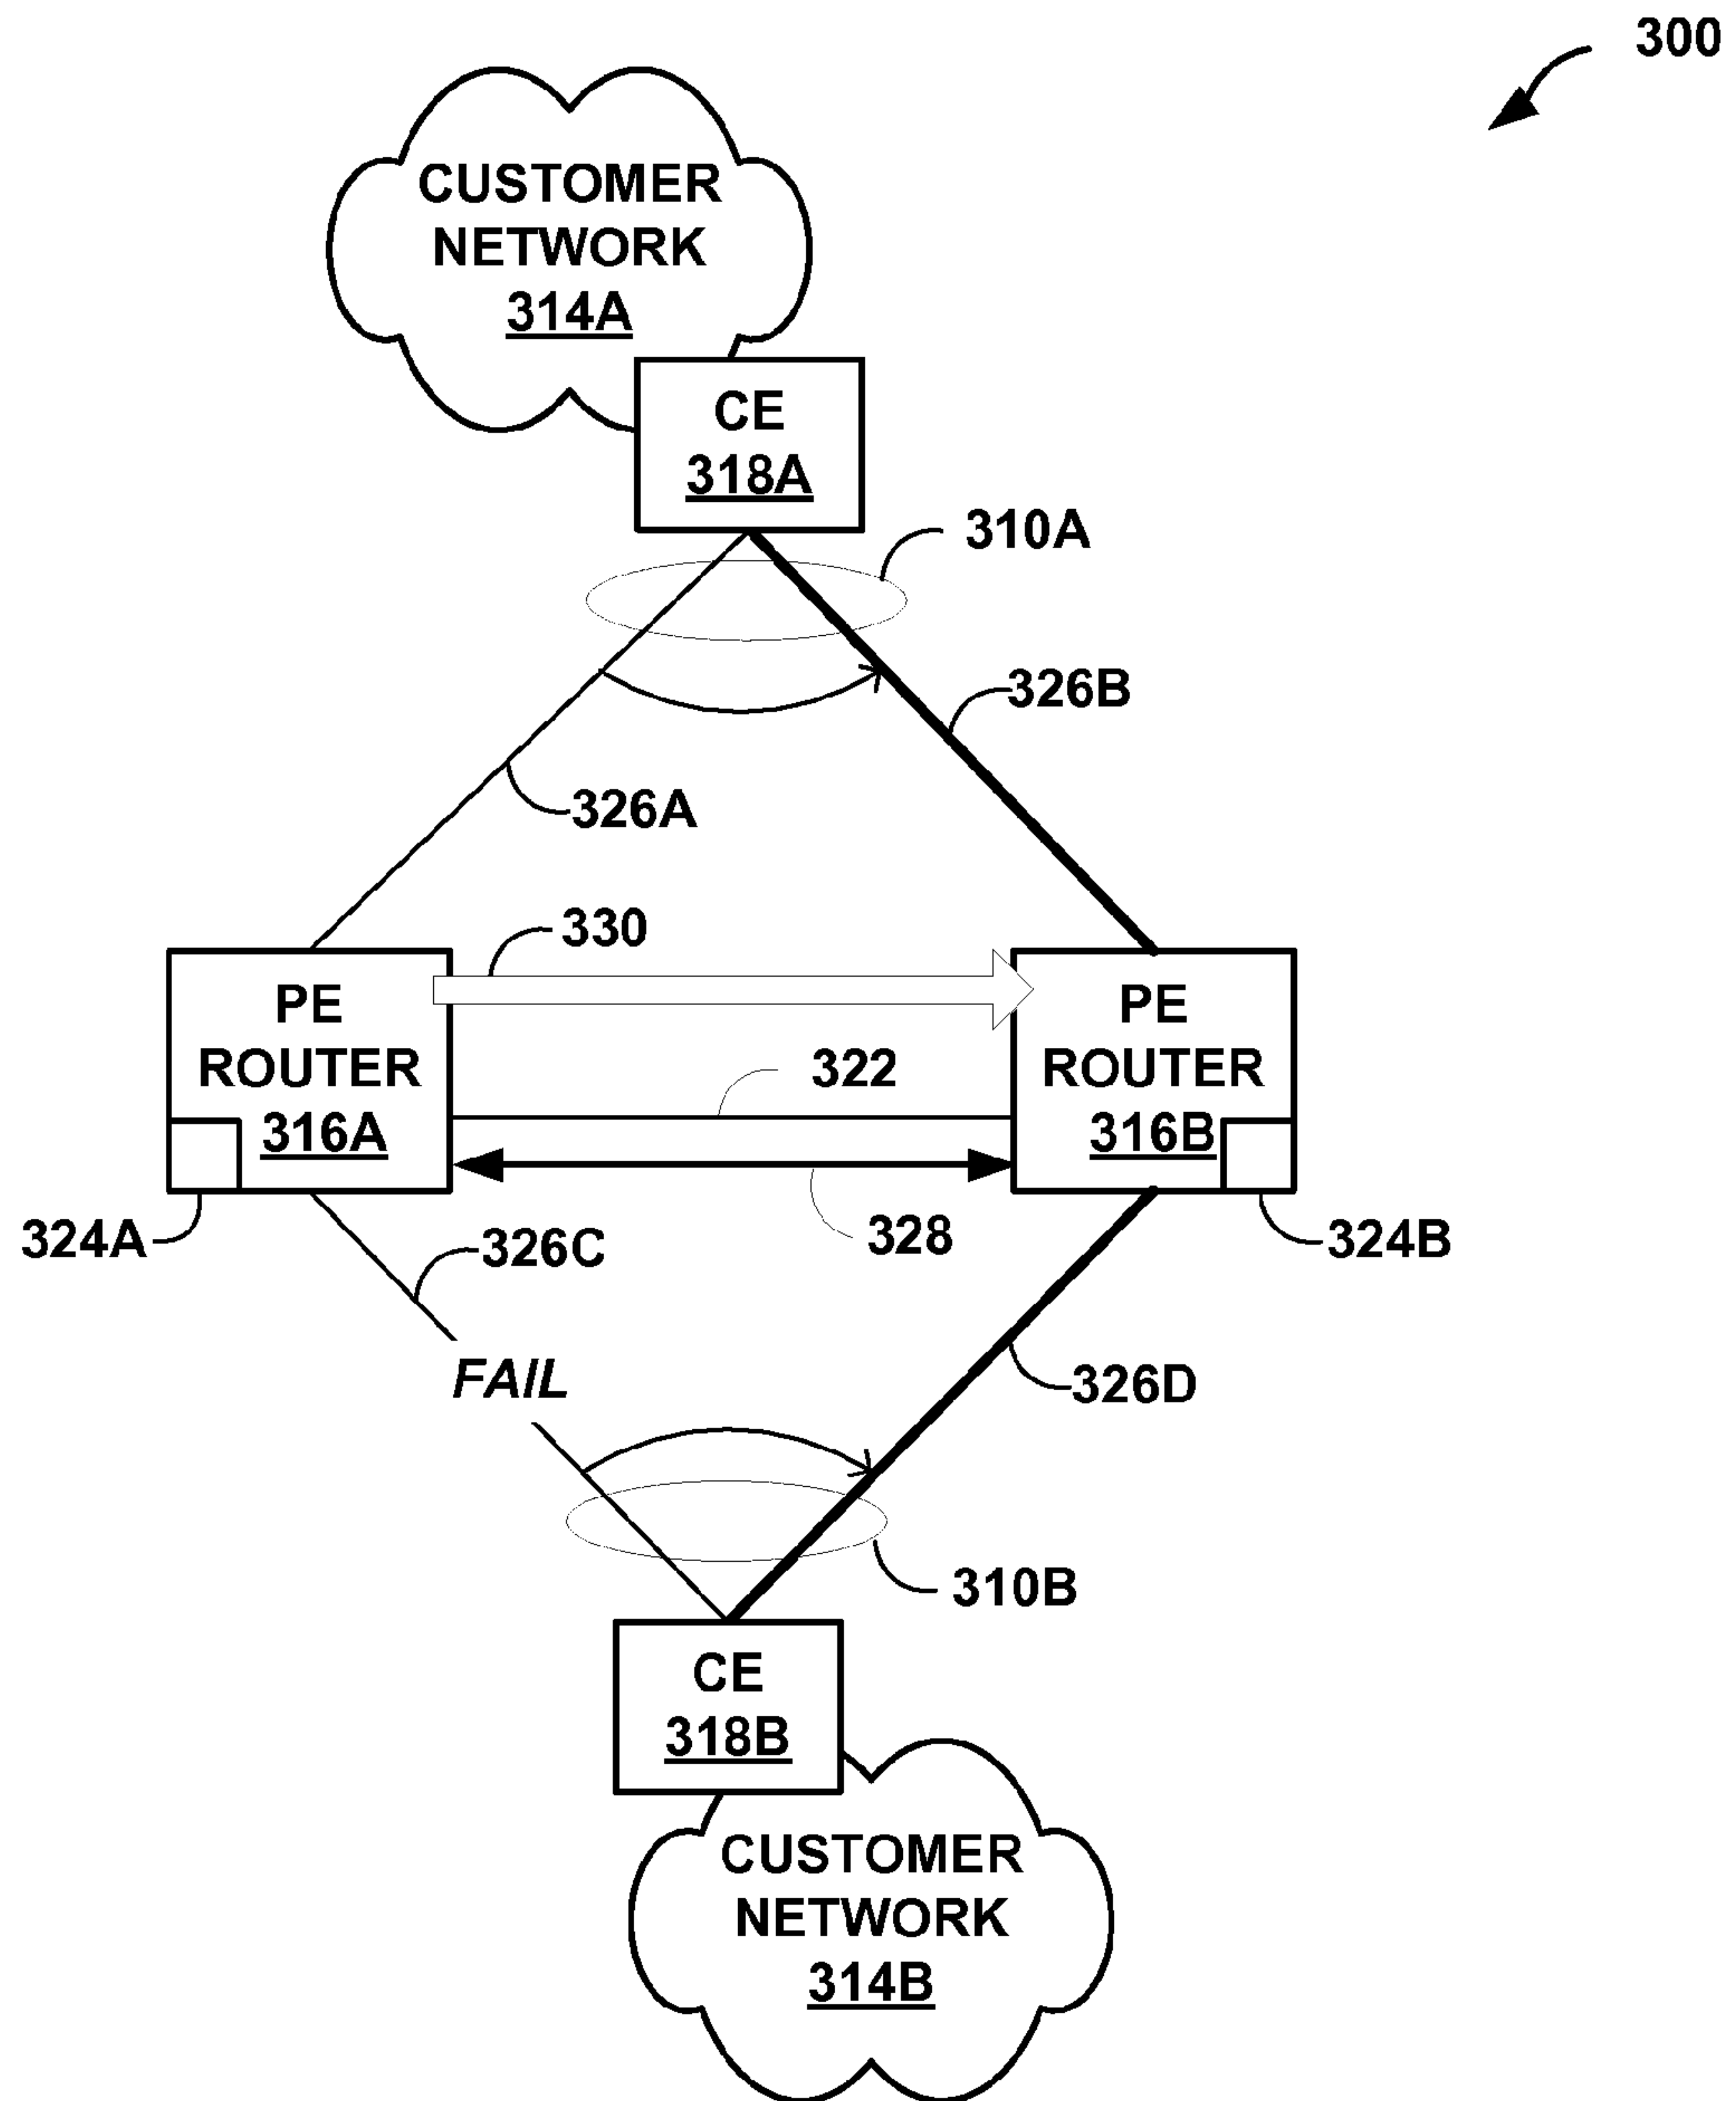 300
CUSTOMER
NETWORK
314A
CE
318A
310A
326B
326A
330
PE
ROUTER
316A
PE
ROUTER
316B
322
328
324A
326C
324B
FAIL
326D
310B
CE
318B
CUSTOMER
NETWORK
314B